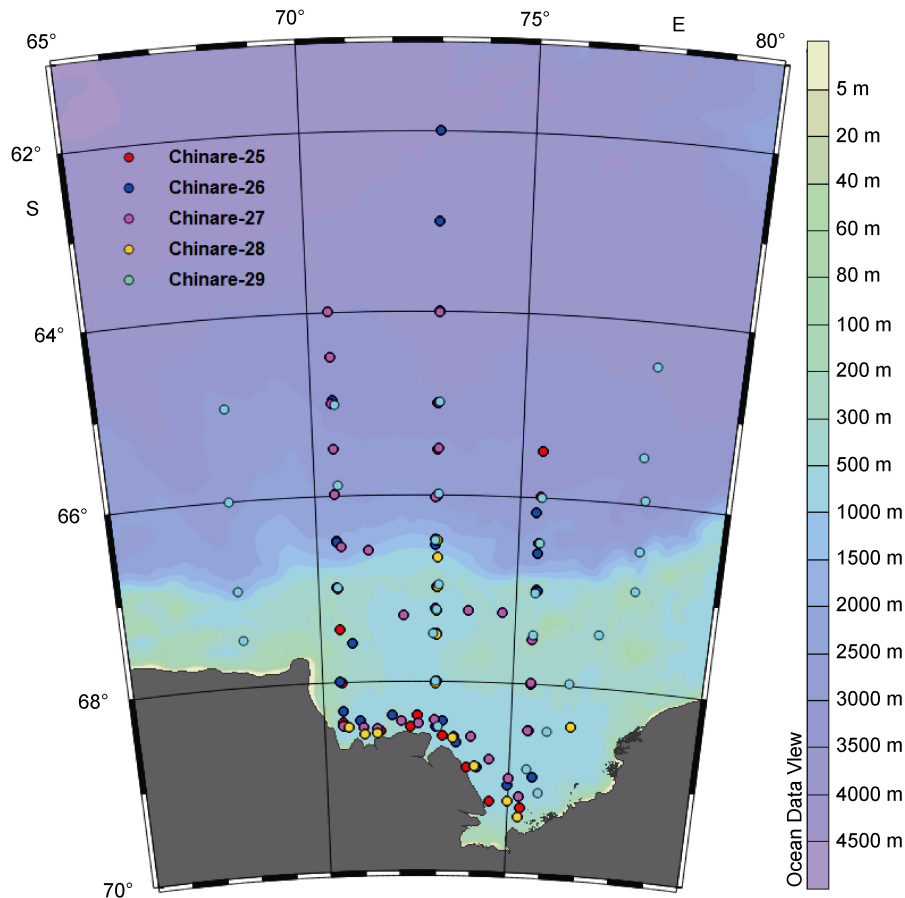 70°
75°
E
65°
80°
5 m
20 m
40 m
60 m
80 m
100 m
200 m
300 m
500 m
1000 m
1500 m
2000 m
2500 m
3000 m
3500 m
4000 m
4500 m
62°
S
64°
66°
68°
70°
Chinare-25
Chinare-26
Chinare-27
Chinare-28
Chinare-29
Ocean Data View